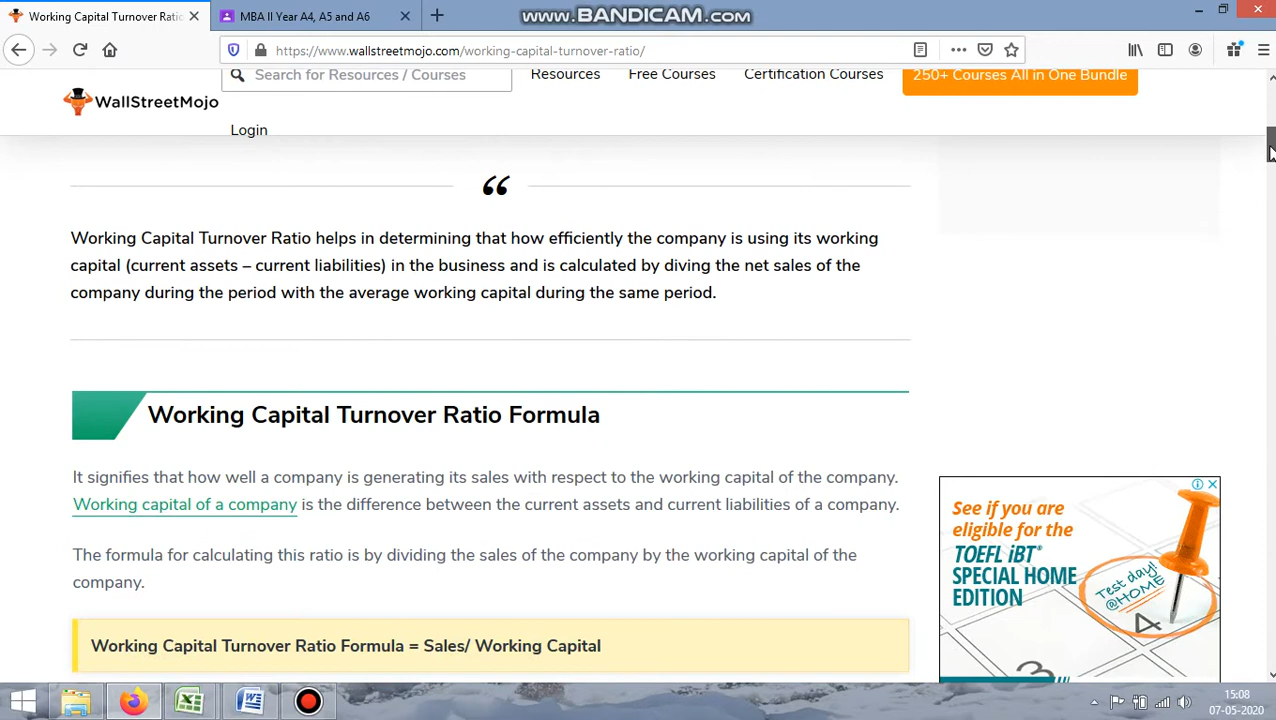 Working Capital Turnover Ratio
MBA II Year A4, A5 and A6
www.BANDICAM.com
https://www.wallstreetmojo.com/working-capital-turnover-ratio/
Search for Resources / Courses
Resources
Free Courses
Certification Courses
250+ Courses All in One Bundle
WallStreetMojo
Login
“
Working Capital Turnover Ratio helps in determining that how efficiently the company is using its working
capital (current assets – current liabilities) in the business and is calculated by diving the net sales of the
company during the period with the average working capital during the same period.
Working Capital Turnover Ratio Formula
It signifies that how well a company is generating its sales with respect to the working capital of the company.
Working capital of a company is the difference between the current assets and current liabilities of a company.
The formula for calculating this ratio is by dividing the sales of the company by the working capital of the
company.
Working Capital Turnover Ratio Formula = Sales/ Working Capital
See if you are
eligible for the
TOEFL iBT®
SPECIAL HOME
EDITION
Test day!
@HOME
4
3
15:08
07-05-2020